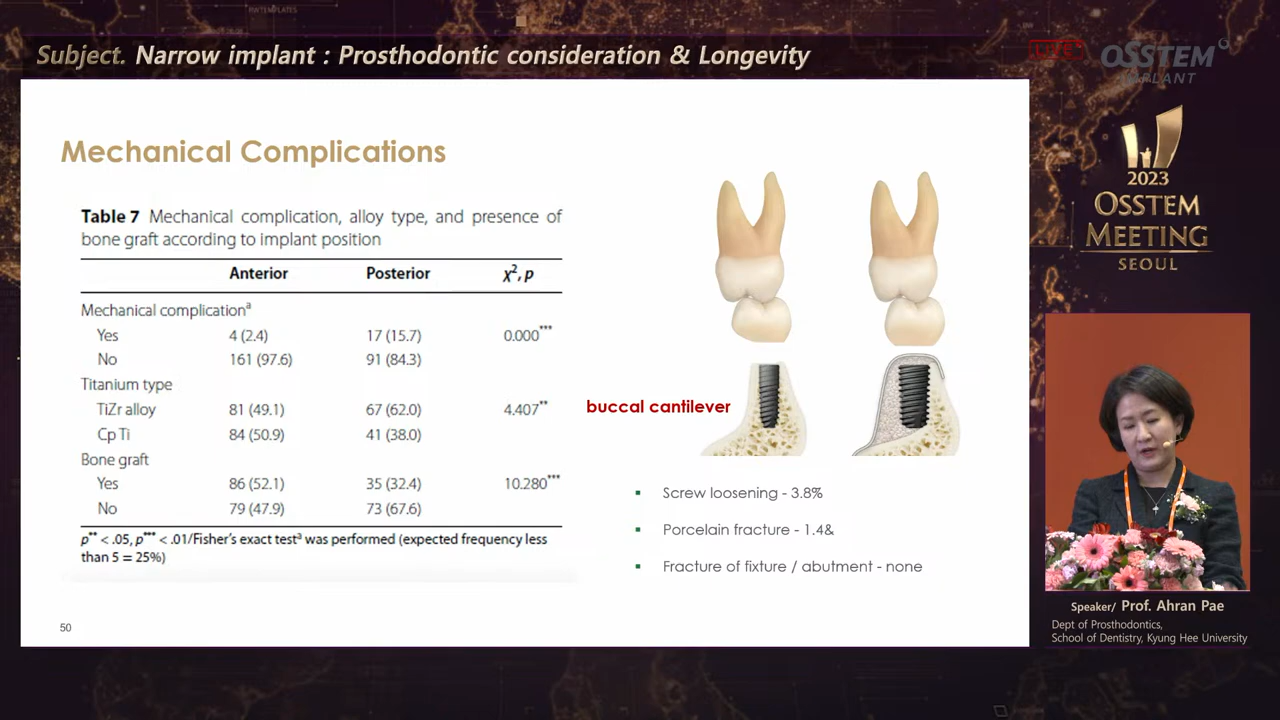 Subject. Narrow implant : Prosthodontic consideration & Longevity
LIVE
OSSTEM
IMPLANT
2023
OSSTEM
MEETING
SEOUL
Mechanical Complications
Table 7 Mechanical complication, alloy type, and presence of
bone graft according to implant position
Anterior Posterior χ², p
Mechanical complicationᵃ
Yes 4 (2.4) 17 (15.7) 0.000***
No 161 (97.6) 91 (84.3)
Titanium type
TiZr alloy 81 (49.1) 67 (62.0) 4.407**
Cp Ti 84 (50.9) 41 (38.0)
Bone graft
Yes 86 (52.1) 35 (32.4) 10.280***
No 79 (47.9) 73 (67.6)
p** < .05, p*** < .01/Fisher's exact testᵃ was performed (expected frequency less
than 5 = 25%)
buccal cantilever
▪ Screw loosening - 3.8%
▪ Porcelain fracture - 1.4&
▪ Fracture of fixture / abutment - none
50
Speaker/ Prof. Ahran Pae
Dept of Prosthodontics,
School of Dentistry, Kyung Hee University